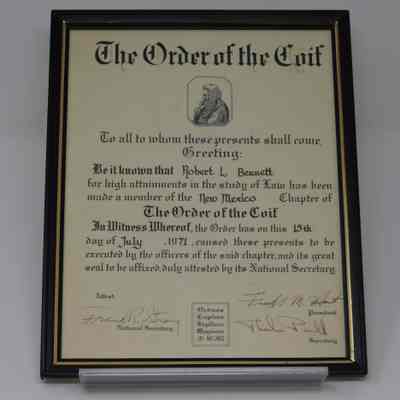 The Order of the Coif
To all to whom these presents shall come,
Greeting:
Be it known that Robert L Bennett
for high attainments in the study of Law has been
made a member of the New Mexico Chapter of
The Order of the Coif
In Witness Whereof, the Order has on this 15th
day of July , 1971, caused these presents to be
executed by the officers of the said chapter, and its great
seal to be affixed, duly attested by its National Secretary.
Attest
President
National Secretary
Secretary